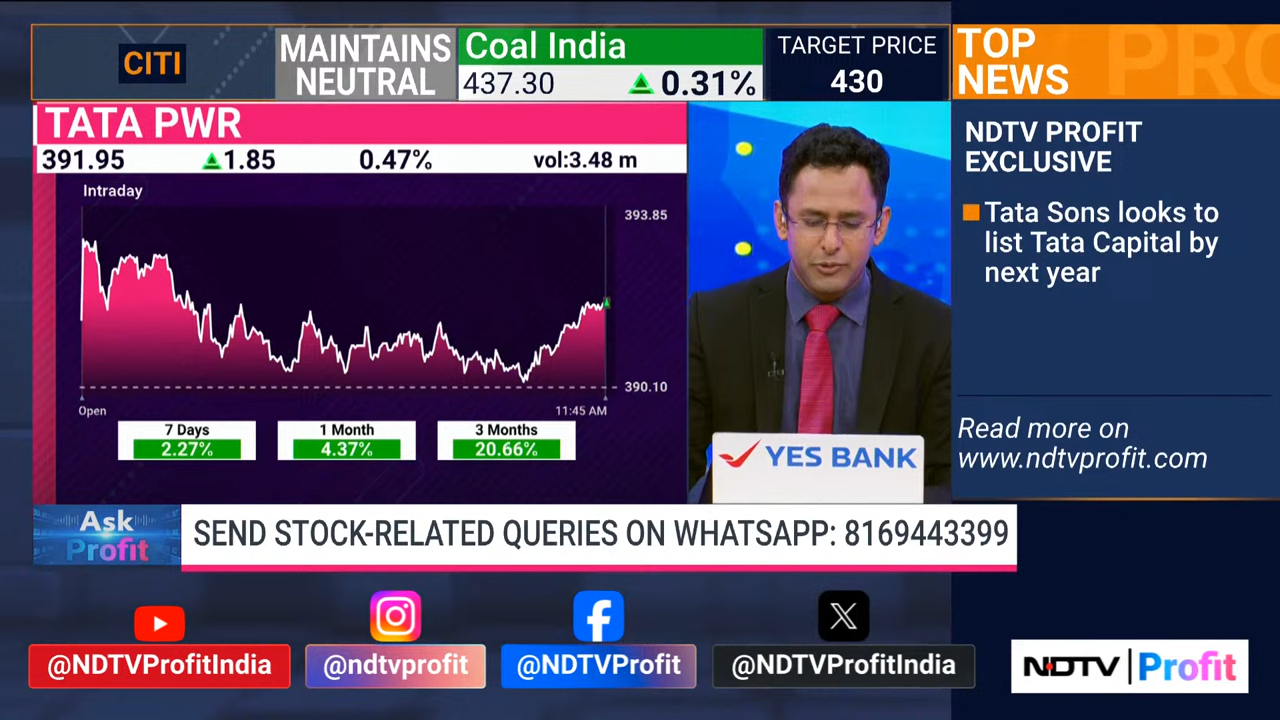 CITI
MAINTAINS
NEUTRAL
Coal India
437.30 0.31%
TARGET PRICE
430
TOP
NEWS
TATA PWR
391.95 1.85 0.47% vol:3.48 m
Intraday
393.85
390.10
Open 11:45 AM
7 Days
2.27%
1 Month
4.37%
3 Months
20.66%
YES BANK
NDTV PROFIT
EXCLUSIVE
Tata Sons looks to
list Tata Capital by
next year
Read more on
www.ndtvprofit.com
Ask
Profit
SEND STOCK-RELATED QUERIES ON WHATSAPP: 8169443399
@NDTVProfitIndia
@ndtvprofit
@NDTVProfit
@NDTVProfitIndia
NDTV | Profit